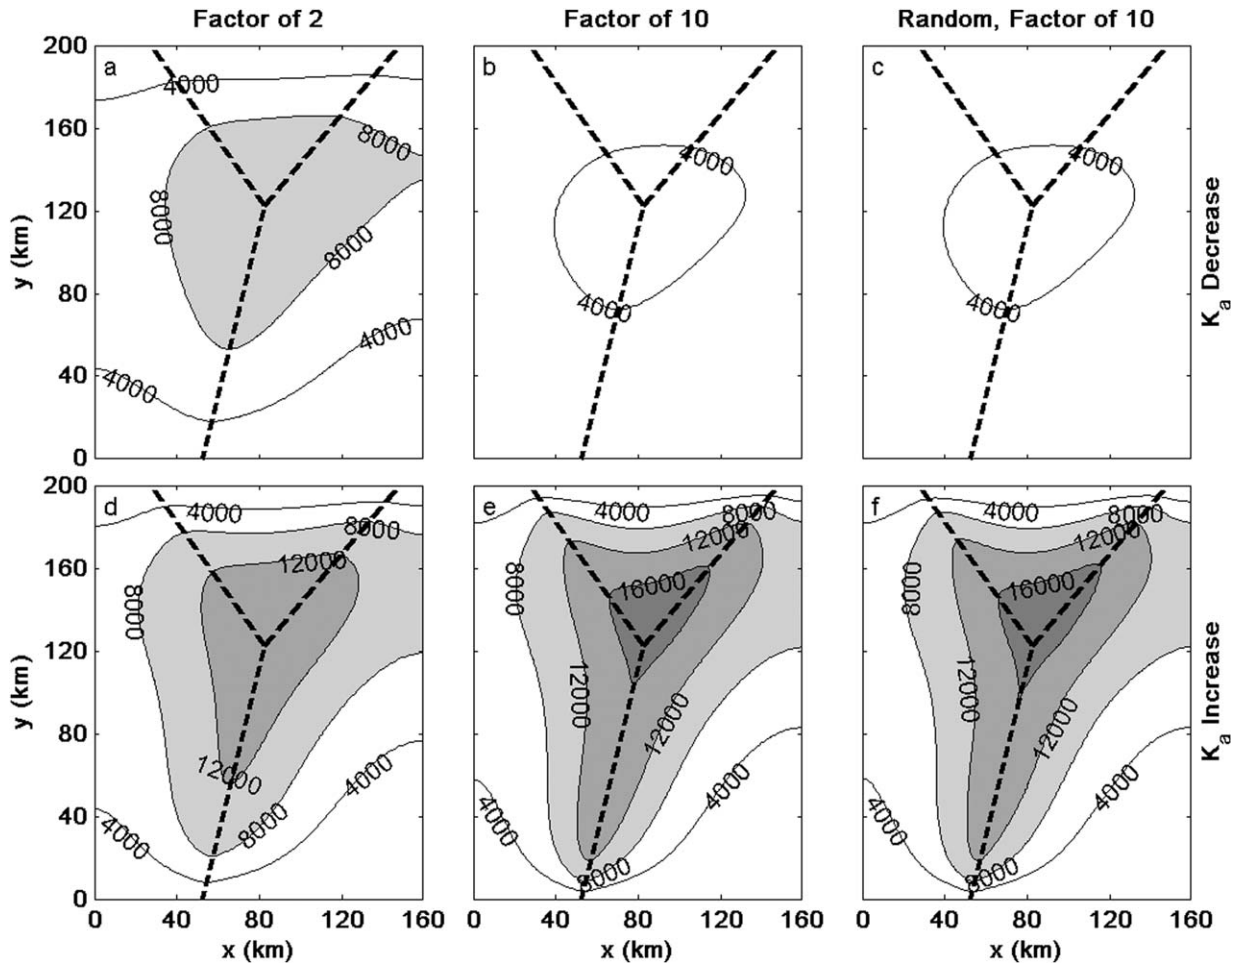 Factor of 2 Factor of 10 Random, Factor of 10
200 a b c
4000
160 8000 4000 4000
120 8000 8000
y (km)
80 4000 4000 4000
40 4000
0
K_a Decrease
200 d e f
4000 8000 4000 8000 4000 8000
12000 12000 12000
160 8000 8000 16000 8000 16000
120
y (km)
12000 12000 12000 12000
80 12000 4000 4000 4000
40 4000 8000 4000 4000
8000 8000
0
K_a Increase
0 40 80 120 160 0 40 80 120 160 0 40 80 120 160
x (km) x (km) x (km)